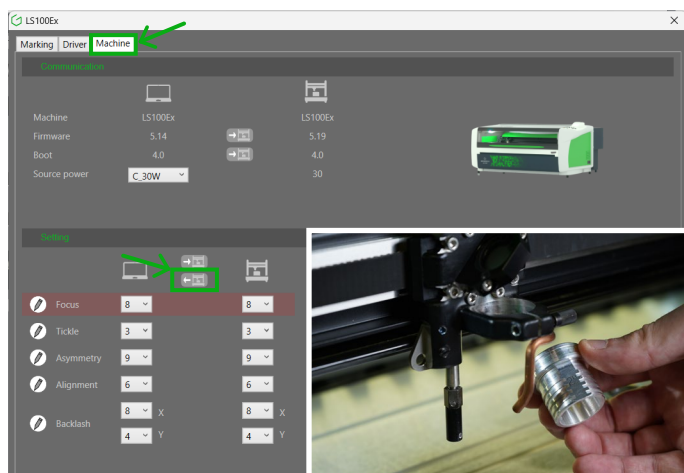 LS100Ex
Marking Driver Machine
Communication
Machine LS100Ex LS100Ex
Firmware 5.14 5.19
Boot 4.0 4.0
Source power C_30W 30
Setting
Focus 8 8
Tickle 3 3
Asymmetry 9 9
Alignment 6 6
Backlash 8 X 8 X
4 Y 4 Y